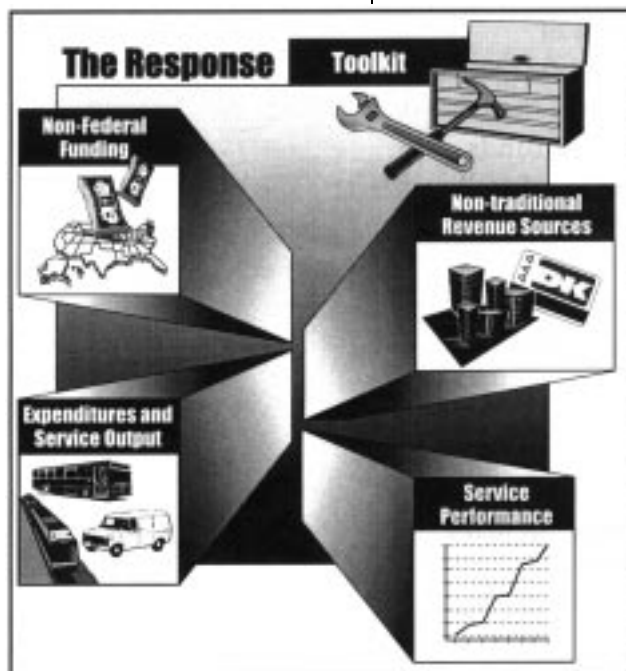 The Response Toolkit
Non-Federal
Funding
Non-traditional
Revenue Sources
Expenditures and
Service Output
Service
Performance